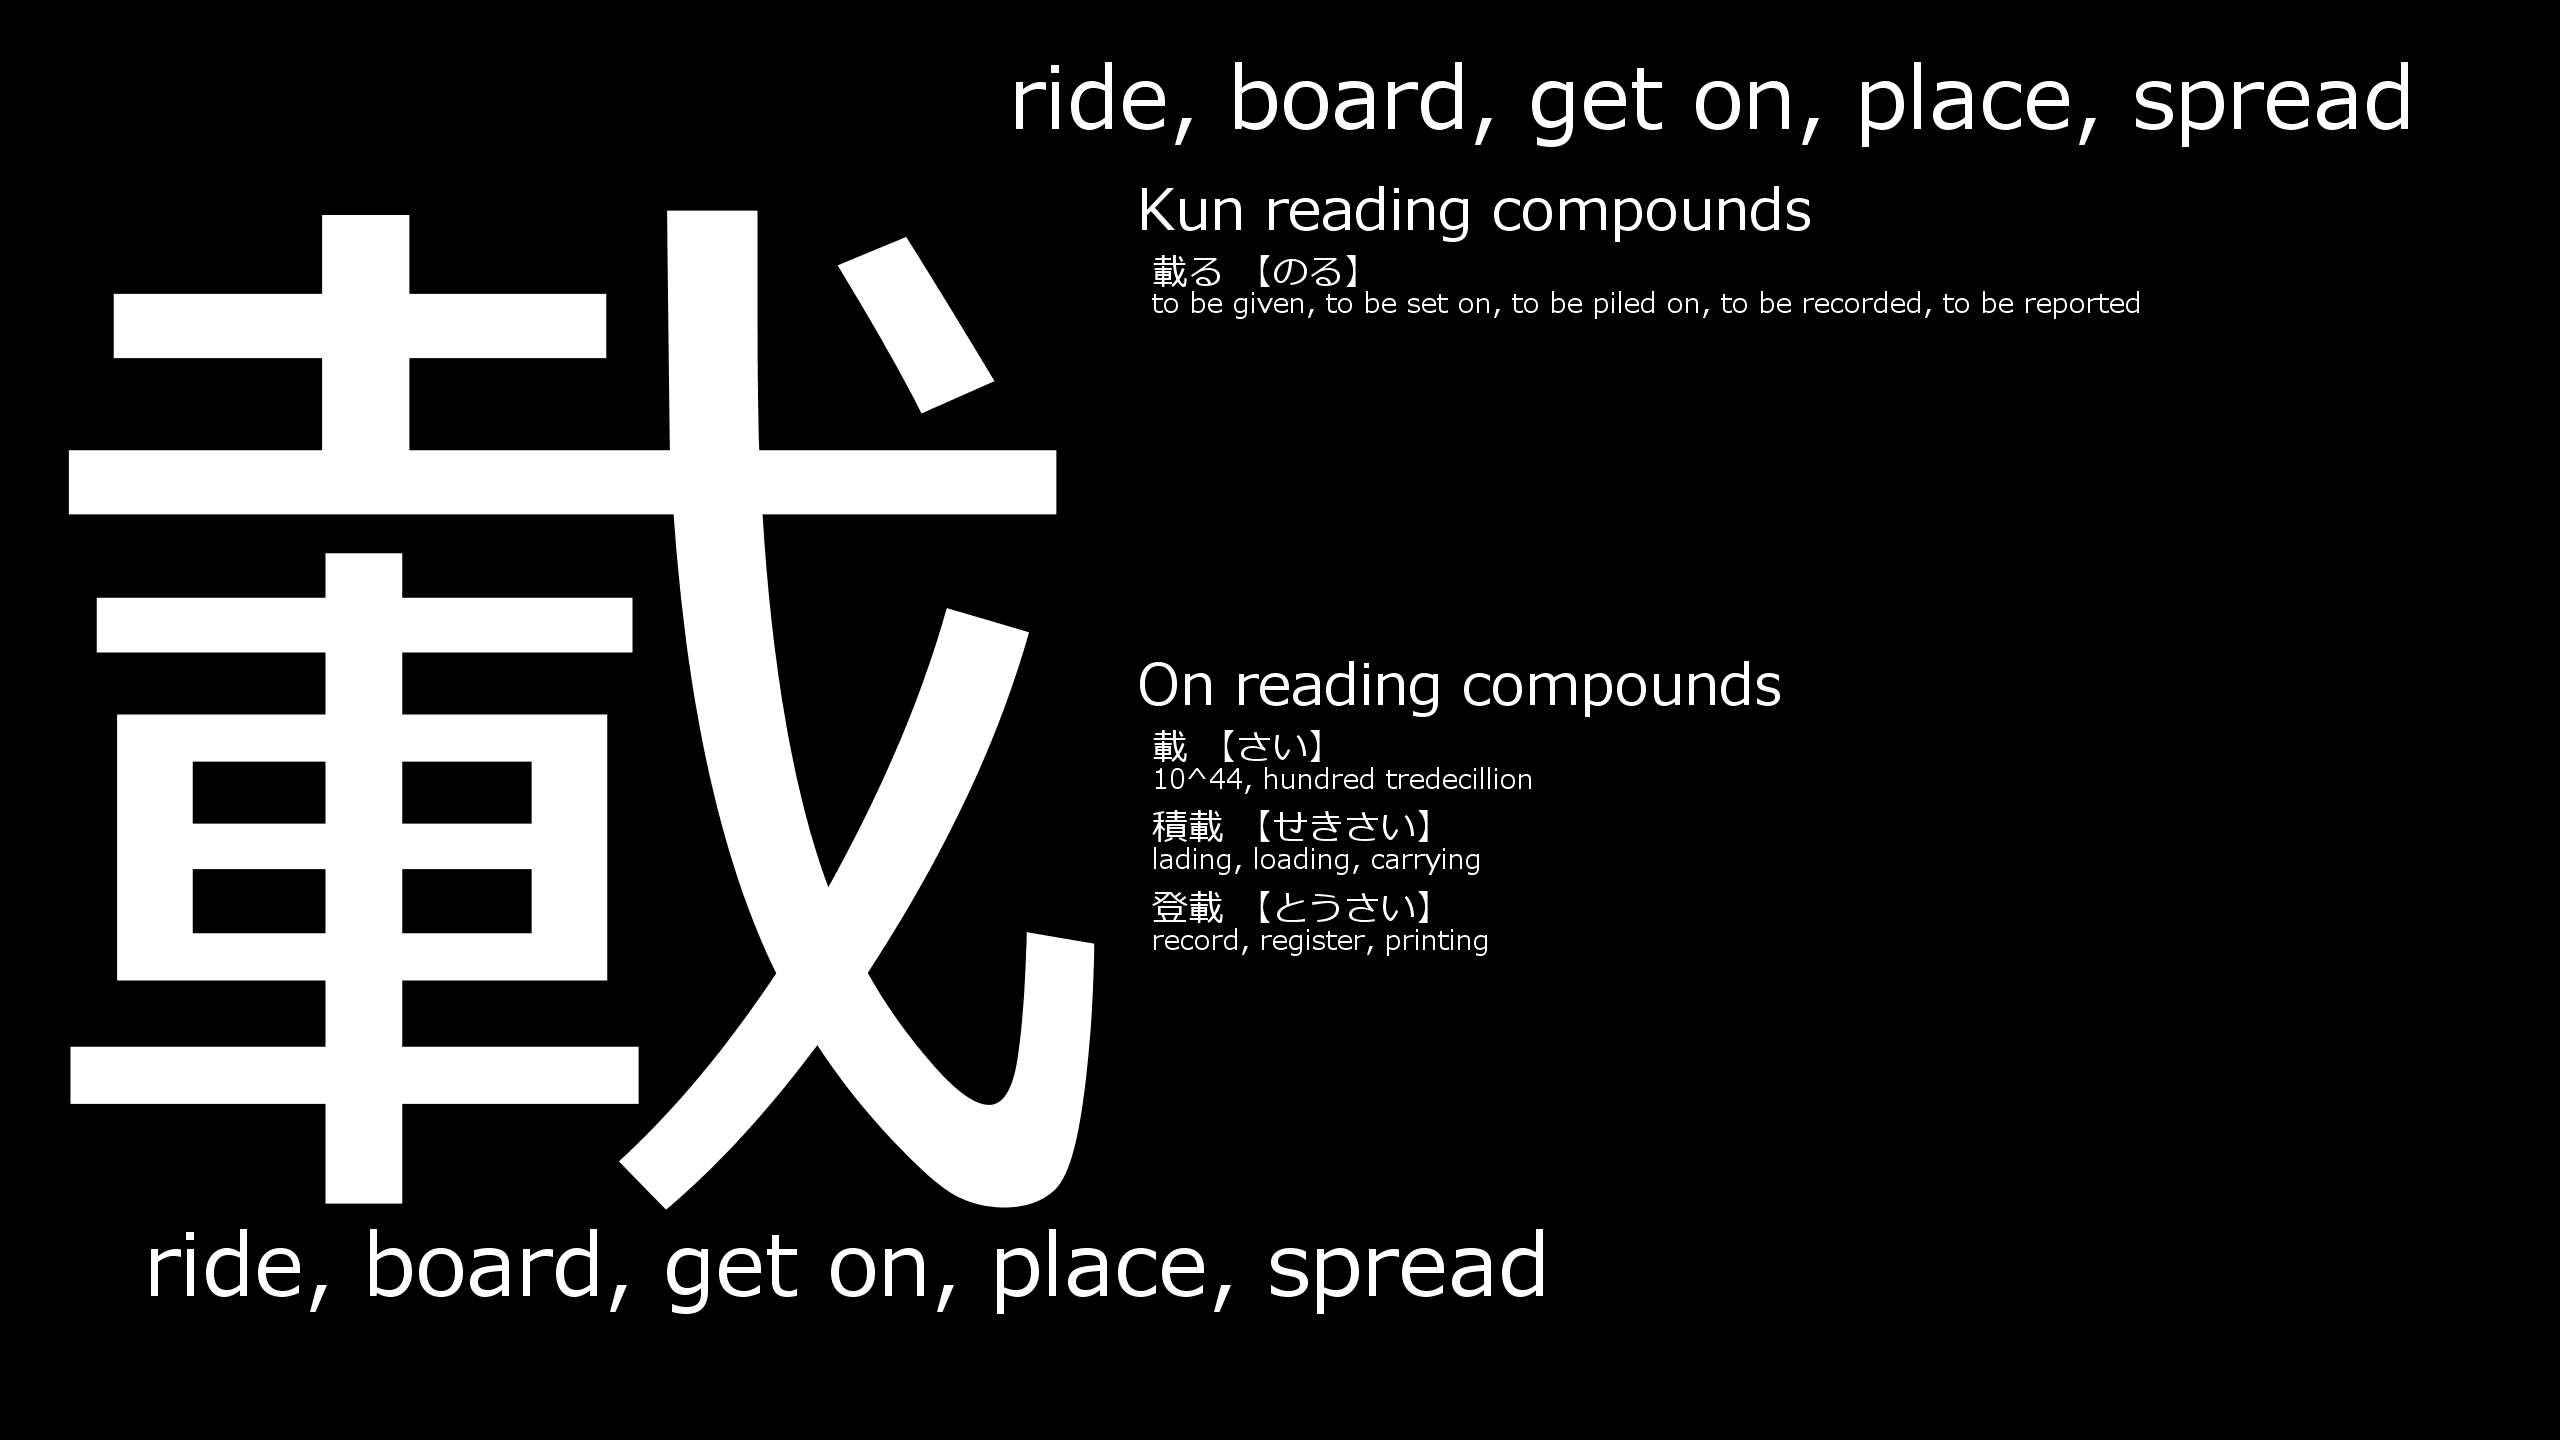 ride, board, get on, place, spread
載
Kun reading compounds
載る 【のる】
to be given, to be set on, to be piled on, to be recorded, to be reported
On reading compounds
載 【さい】
10^44, hundred tredecillion
積載 【せきさい】
lading, loading, carrying
登載 【とうさい】
record, register, printing
ride, board, get on, place, spread